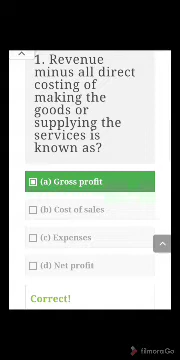 1. Revenue
minus all direct
costing of
making the
goods or
supplying the
services is
known as?
(a) Gross profit
(b) Cost of sales
(c) Expenses
(d) Net profit
Correct!
filmoraGo